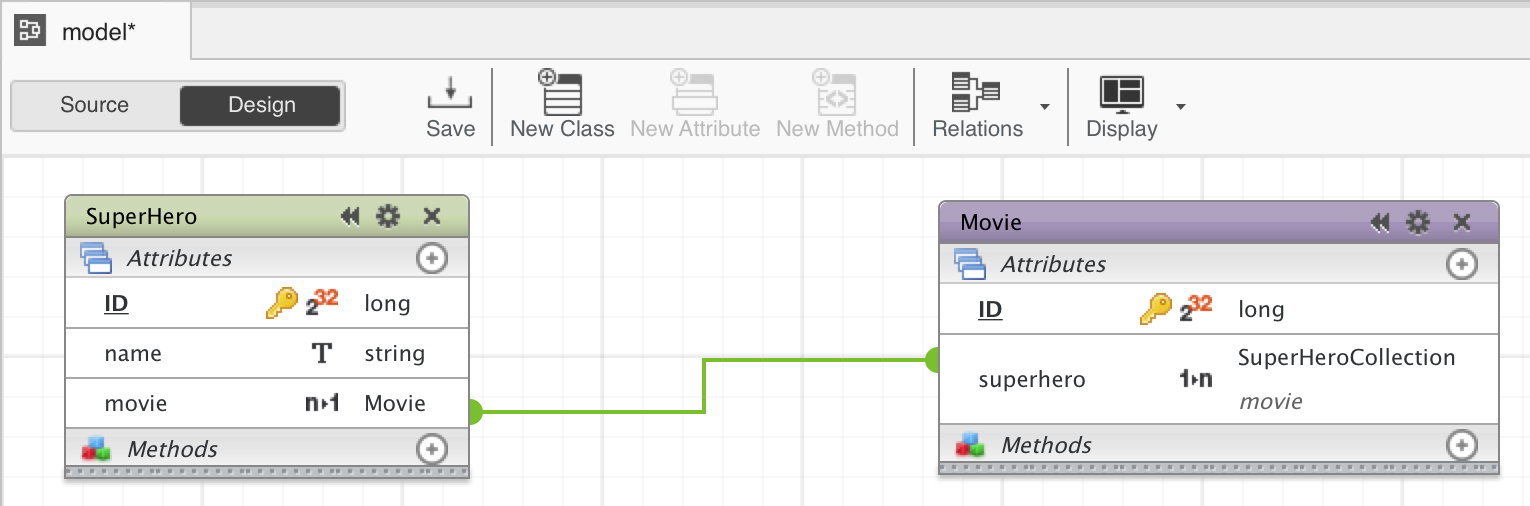 model*
Source
Design
Save
New Class
New Attribute
New Method
Relations
Display
SuperHero
Attributes
ID 2 32 long
name T string
movie n▸1 Movie
Methods
Movie
Attributes
ID 2 32 long
superhero 1▸n SuperHeroCollection
movie
Methods